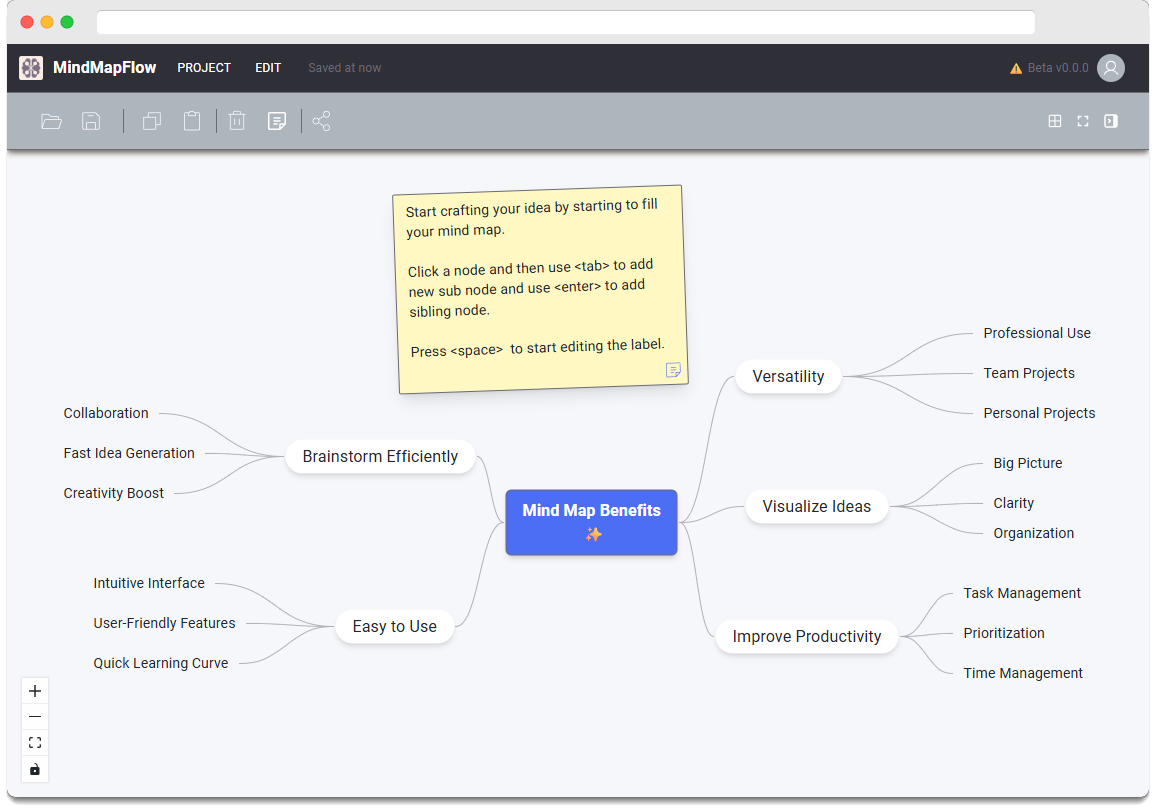 MindMapFlow PROJECT EDIT Saved at now Beta v0.0.0
Start crafting your idea by starting to fill
your mind map.
Click a node and then use <tab> to add
new sub node and use <enter> to add
sibling node.
Press <space>  to start editing the label.
Collaboration
Fast Idea Generation
Creativity Boost
Brainstorm Efficiently
Intuitive Interface
User-Friendly Features
Quick Learning Curve
Easy to Use
Mind Map Benefits
✨
Versatility
Professional Use
Team Projects
Personal Projects
Visualize Ideas
Big Picture
Clarity
Organization
Improve Productivity
Task Management
Prioritization
Time Management